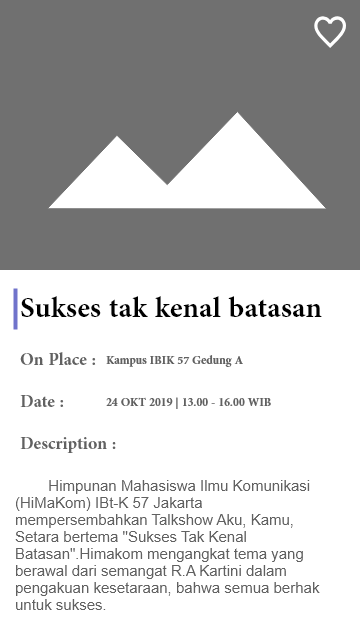 Sukses tak kenal batasan
On Place : Kampus IBIK 57 Gedung A
Date : 24 OKT 2019 | 13.00 - 16.00 WIB
Description :
Himpunan Mahasiswa Ilmu Komunikasi
(HiMaKom) IBt-K 57 Jakarta
mempersembahkan Talkshow Aku, Kamu,
Setara bertema "Sukses Tak Kenal
Batasan".Himakom mengangkat tema yang
berawal dari semangat R.A Kartini dalam
pengakuan kesetaraan, bahwa semua berhak
untuk sukses.